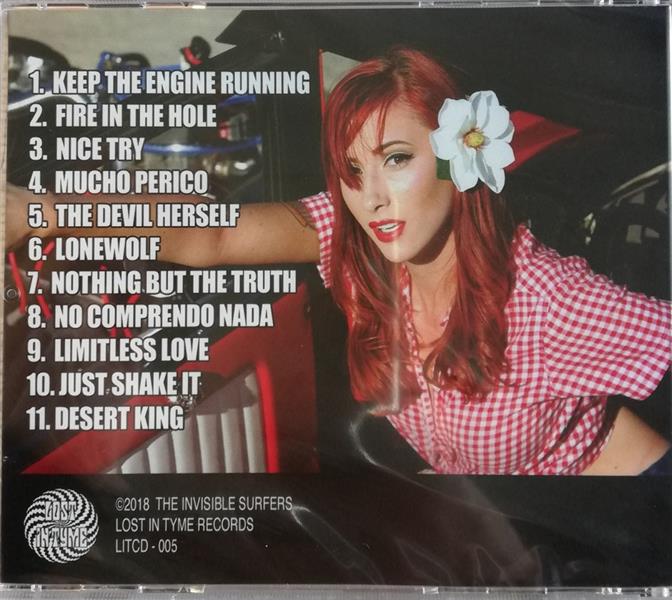 1. KEEP THE ENGINE RUNNING
2. FIRE IN THE HOLE
3. NICE TRY
4. MUCHO PERICO
5. THE DEVIL HERSELF
6. LONEWOLF
7. NOTHING BUT THE TRUTH
8. NO COMPRENDO NADA
9. LIMITLESS LOVE
10. JUST SHAKE IT
11. DESERT KING
LOST
IN TYME
©2018 THE INVISIBLE SURFERS
LOST IN TYME RECORDS
LITCD - 005